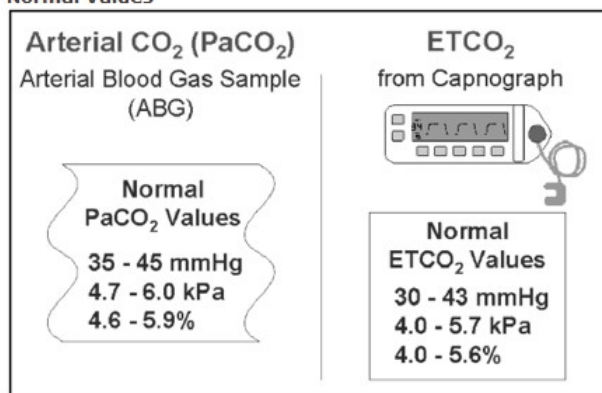 Normal Values
Arterial CO₂ (PaCO₂)
Arterial Blood Gas Sample
(ABG)
Normal
PaCO₂ Values
35 - 45 mmHg
4.7 - 6.0 kPa
4.6 - 5.9%
ETCO₂
from Capnograph
Normal
ETCO₂ Values
30 - 43 mmHg
4.0 - 5.7 kPa
4.0 - 5.6%